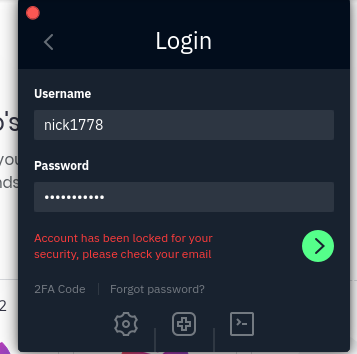 Login
Username
nick1778
Password
•••••••••••
Account has been locked for your
security, please check your email
2FA Code | Forgot password?
o's
you
nds
2